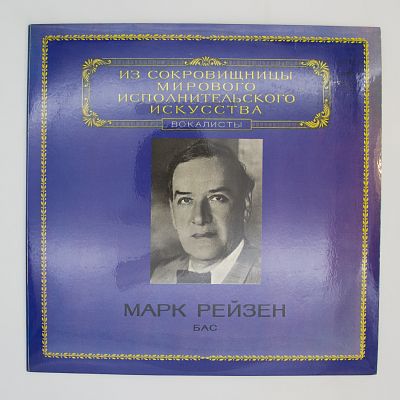 ИЗ СОКРОВИЩНИЦЫ
МИРОВОГО
ИСПОЛНИТЕЛЬСКОГО
ИСКУССТВА
ВОКАЛИСТЫ
МАРК РЕЙЗЕН
БАС